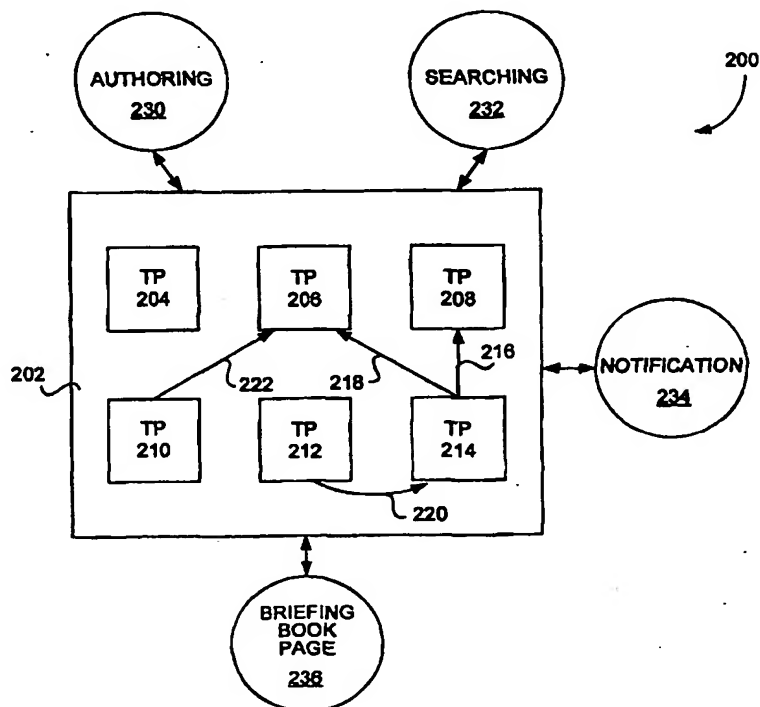 AUTHORING
230
SEARCHING
232
200
TP
204
TP
206
TP
208
202
222
218
216
NOTIFICATION
234
TP
210
TP
212
TP
214
220
BRIEFING
BOOK
PAGE
236